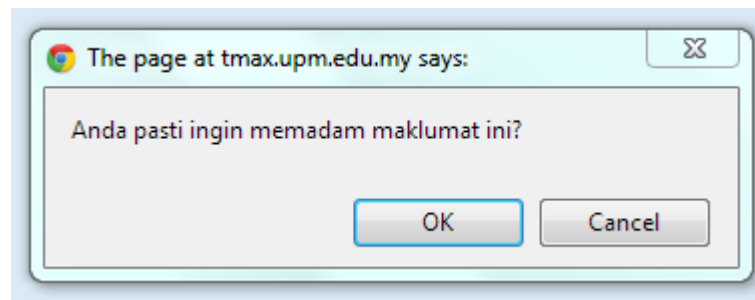 The page at tmax.upm.edu.my says:
Anda pasti ingin memadam maklumat ini?
OK Cancel